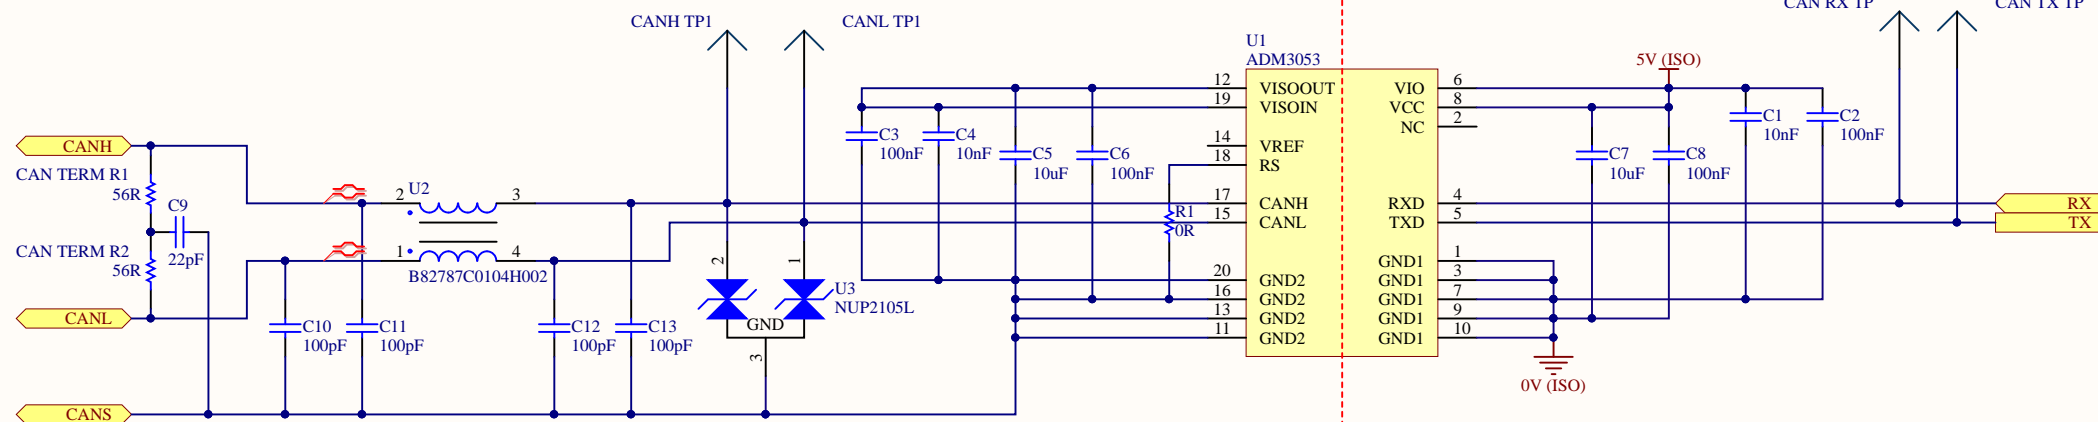 CANH TP1
CANL TP1
CAN RX TP
CAN TX TP
U1
ADM3053
5V (ISO)
12 VISOOUT
19 VISOIN
14 VREF
18 RS
17 CANH
15 CANL
20 GND2
16 GND2
13 GND2
11 GND2
VIO 6
VCC 8
NC 2
RXD 4
TXD 5
GND1 1
GND1 3
GND1 7
GND1 9
GND1 10
0V (ISO)
C3
100nF
C4
10nF
C5
10uF
C6
100nF
R1
0R
C7
10uF
C8
100nF
C1
10nF
C2
100nF
RX
TX
CANH
CAN TERM R1
56R
C9
22pF
CAN TERM R2
56R
CANL
CANS
U2
2
3
1
4
B82787C0104H002
C10
100pF
C11
100pF
C12
100pF
C13
100pF
2
1
U3
NUP2105L
GND
3